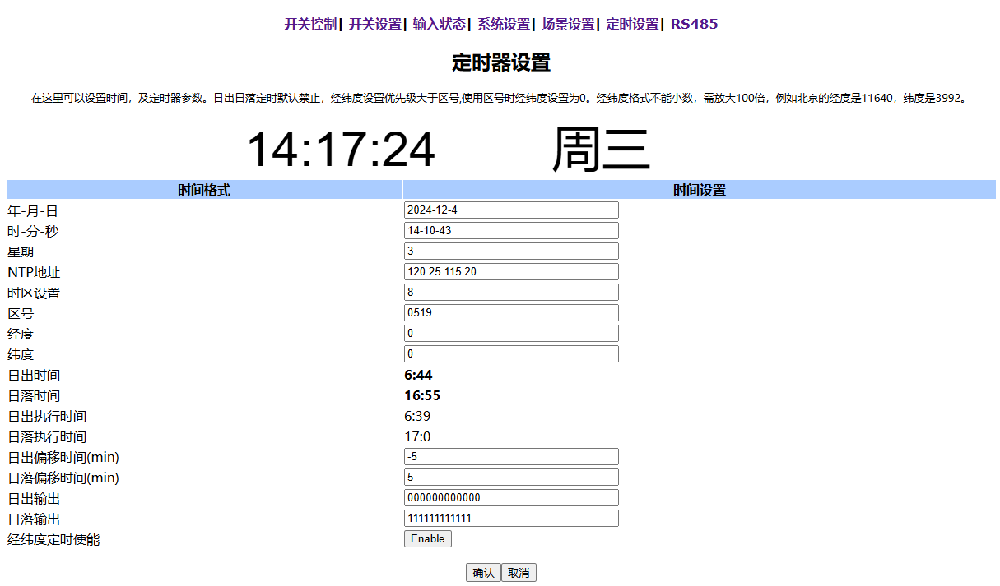 开关控制| 开关设置| 输入状态| 系统设置| 场景设置| 定时设置| RS485
定时器设置
在这里可以设置时间，及定时器参数。日出日落定时默认禁止，经纬度设置优先级大于区号,使用区号时经纬度设置为0。经纬度格式不能小数，需放大100倍，例如北京的经度是11640，纬度是3992。
14:17:24 周三
时间格式 时间设置
年-月-日 2024-12-4
时-分-秒 14-10-43
星期 3
NTP地址 120.25.115.20
时区设置 8
区号 0519
经度 0
纬度 0
日出时间 6:44
日落时间 16:55
日出执行时间 6:39
日落执行时间 17:0
日出偏移时间(min) -5
日落偏移时间(min) 5
日出输出 000000000000
日落输出 111111111111
经纬度定时使能 Enable
确认 取消